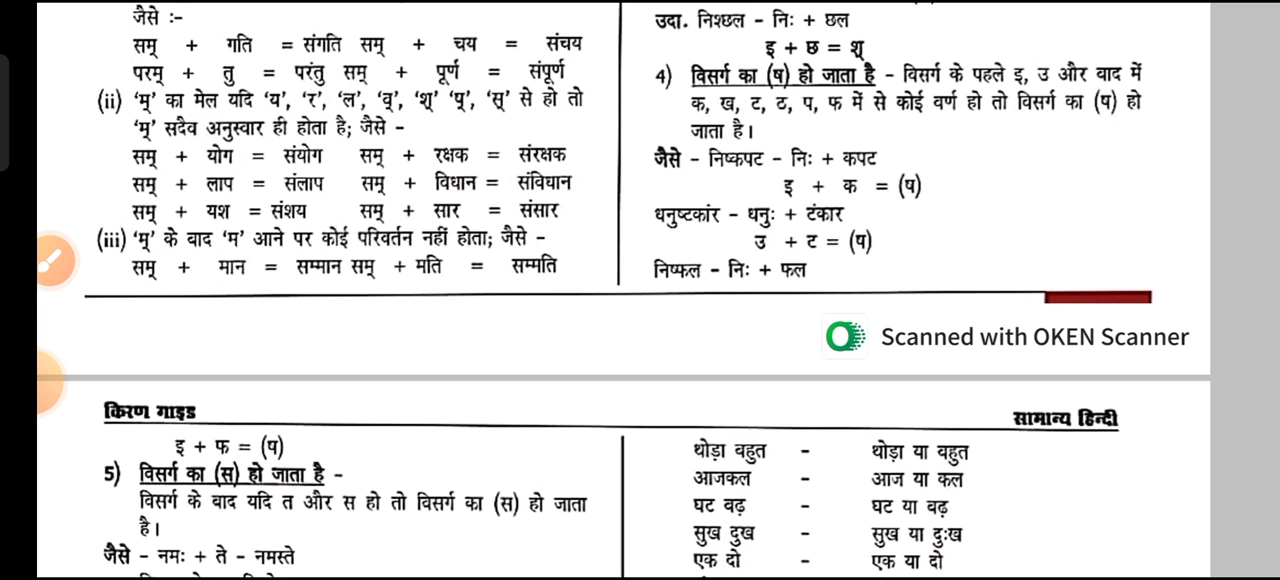 जैसे :-
सम् + गति = संगति सम् + चय = संचय
परम् + तु = परंतु सम् + पूर्ण = संपूर्ण
(ii) 'म्' का मेल यदि 'य', 'र', 'ल', 'व्', 'श्' 'ष्', 'स्' से हो तो
'म्' सदैव अनुस्वार ही होता है; जैसे -
सम् + योग = संयोग सम् + रक्षक = संरक्षक
सम् + लाप = संलाप सम् + विधान = संविधान
सम् + यश = संशय सम् + सार = संसार
(iii) 'म्' के बाद 'म' आने पर कोई परिवर्तन नहीं होता; जैसे -
सम् + मान = सम्मान सम् + मति = सम्मति
उदा. निश्छल - निः + छल
इ + छ = श्
4) विसर्ग का (ष) हो जाता है - विसर्ग के पहले इ, उ और बाद में
क, ख, ट, ठ, प, फ में से कोई वर्ण हो तो विसर्ग का (ष) हो
जाता है।
जैसे - निष्कपट - निः + कपट
इ + क = (ष)
धनुष्टकांर - धनुः + टंकार
उ + ट = (ष)
निष्फल - निः + फल
Scanned with OKEN Scanner
किरण गाइड
सामान्य हिन्दी
इ + फ = (ष)
5) विसर्ग का (स) हो जाता है -
विसर्ग के बाद यदि त और स हो तो विसर्ग का (स) हो जाता
है।
जैसे - नमः + ते - नमस्ते
थोड़ा बहुत - थोड़ा या बहुत
आजकल - आज या कल
घट बढ़ - घट या बढ़
सुख दुख - सुख या दुःख
एक दो - एक या दो